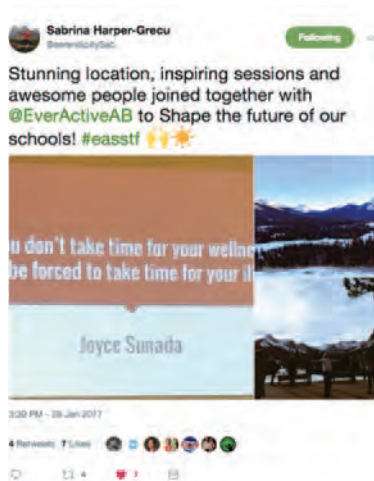 Sabrina Harper-Grecu
Following
Stunning location, inspiring sessions and
awesome people joined together with
@EverActiveAB to Shape the future of our
schools! #easstf 🙌☀️
u don't take time for your wellne
be forced to take time for your il
Joyce Sunada
3:20 PM - 28 Jan 2017
4 Retweets 7 Likes
4 7